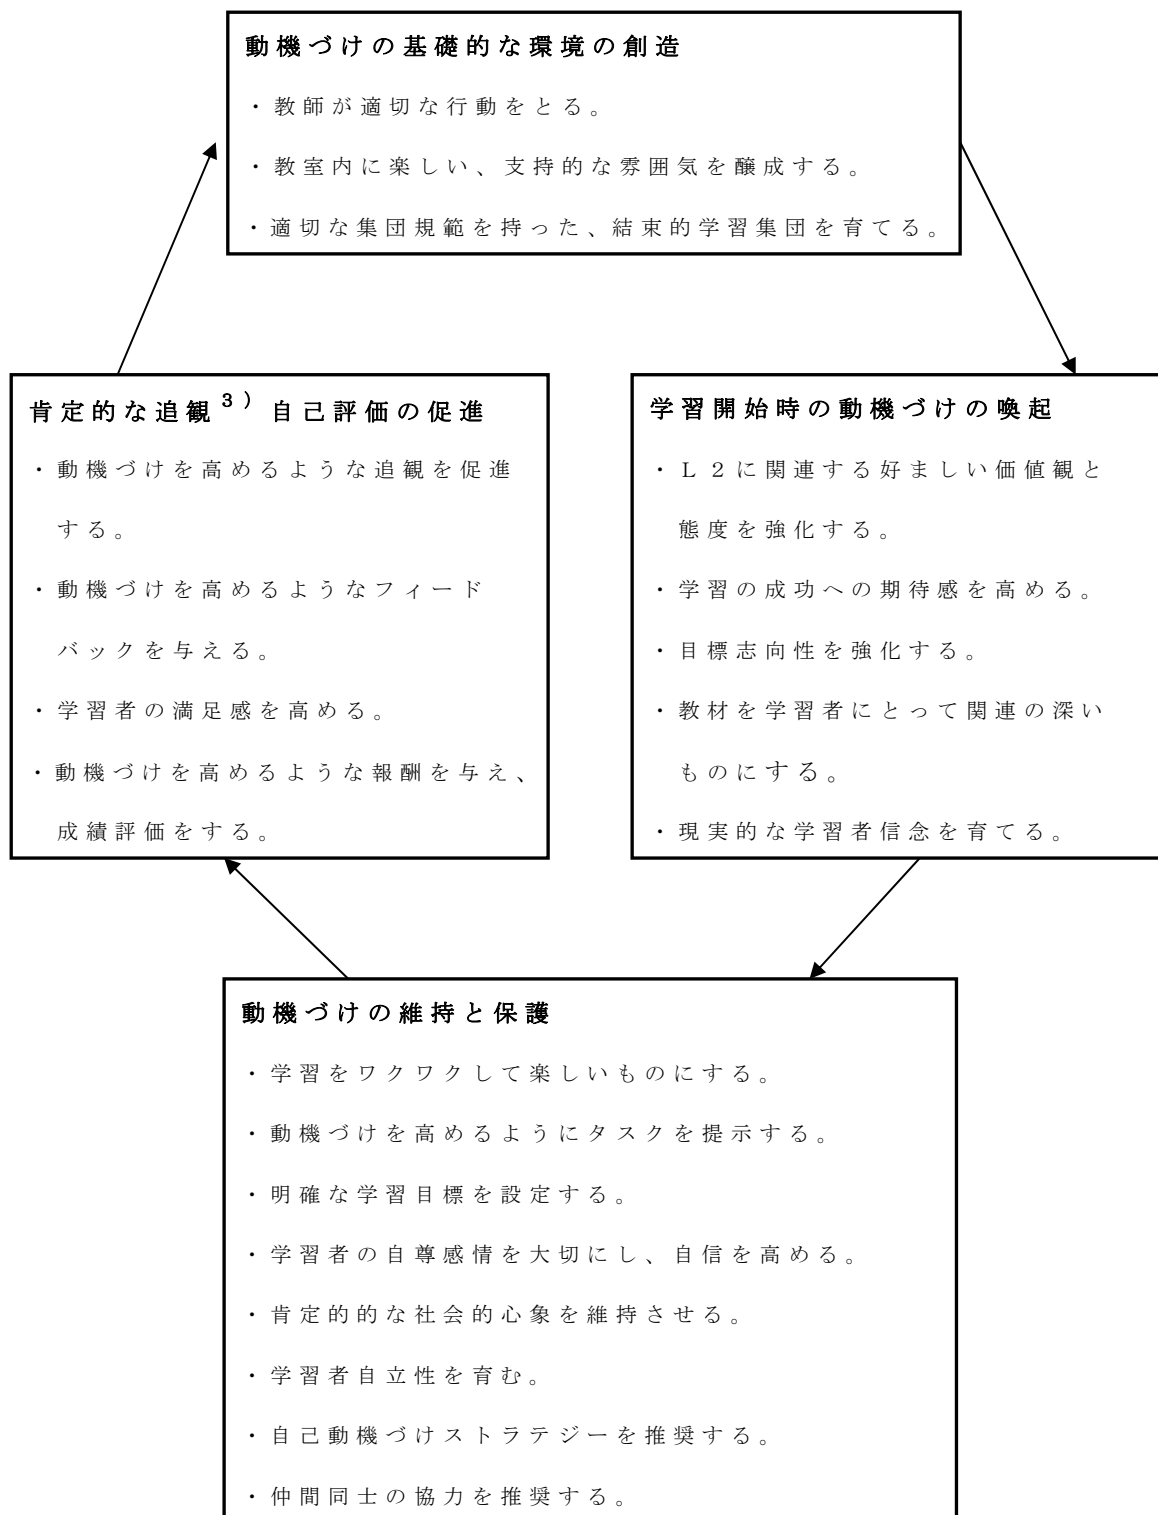 動機づけの基礎的な環境の創造
・教師が適切な行動をとる。
・教室内に楽しい、支持的な雰囲気を醸成する。
・適切な集団規範を持った、結束的学習集団を育てる。
学習開始時の動機づけの喚起
・Ｌ２に関連する好ましい価値観と
態度を強化する。
・学習の成功への期待感を高める。
・目標志向性を強化する。
・教材を学習者にとって関連の深い
ものにする。
・現実的な学習者信念を育てる。
動機づけの維持と保護
・学習をワクワクして楽しいものにする。
・動機づけを高めるようにタスクを提示する。
・明確な学習目標を設定する。
・学習者の自尊感情を大切にし、自信を高める。
・肯定的的な社会的心象を維持させる。
・学習者自立性を育む。
・自己動機づけストラテジーを推奨する。
・仲間同士の協力を推奨する。
肯定的な追観３）自己評価の促進
・動機づけを高めるような追観を促進
する。
・動機づけを高めるようなフィード
バックを与える。
・学習者の満足感を高める。
・動機づけを高めるような報酬を与え、
成績評価をする。